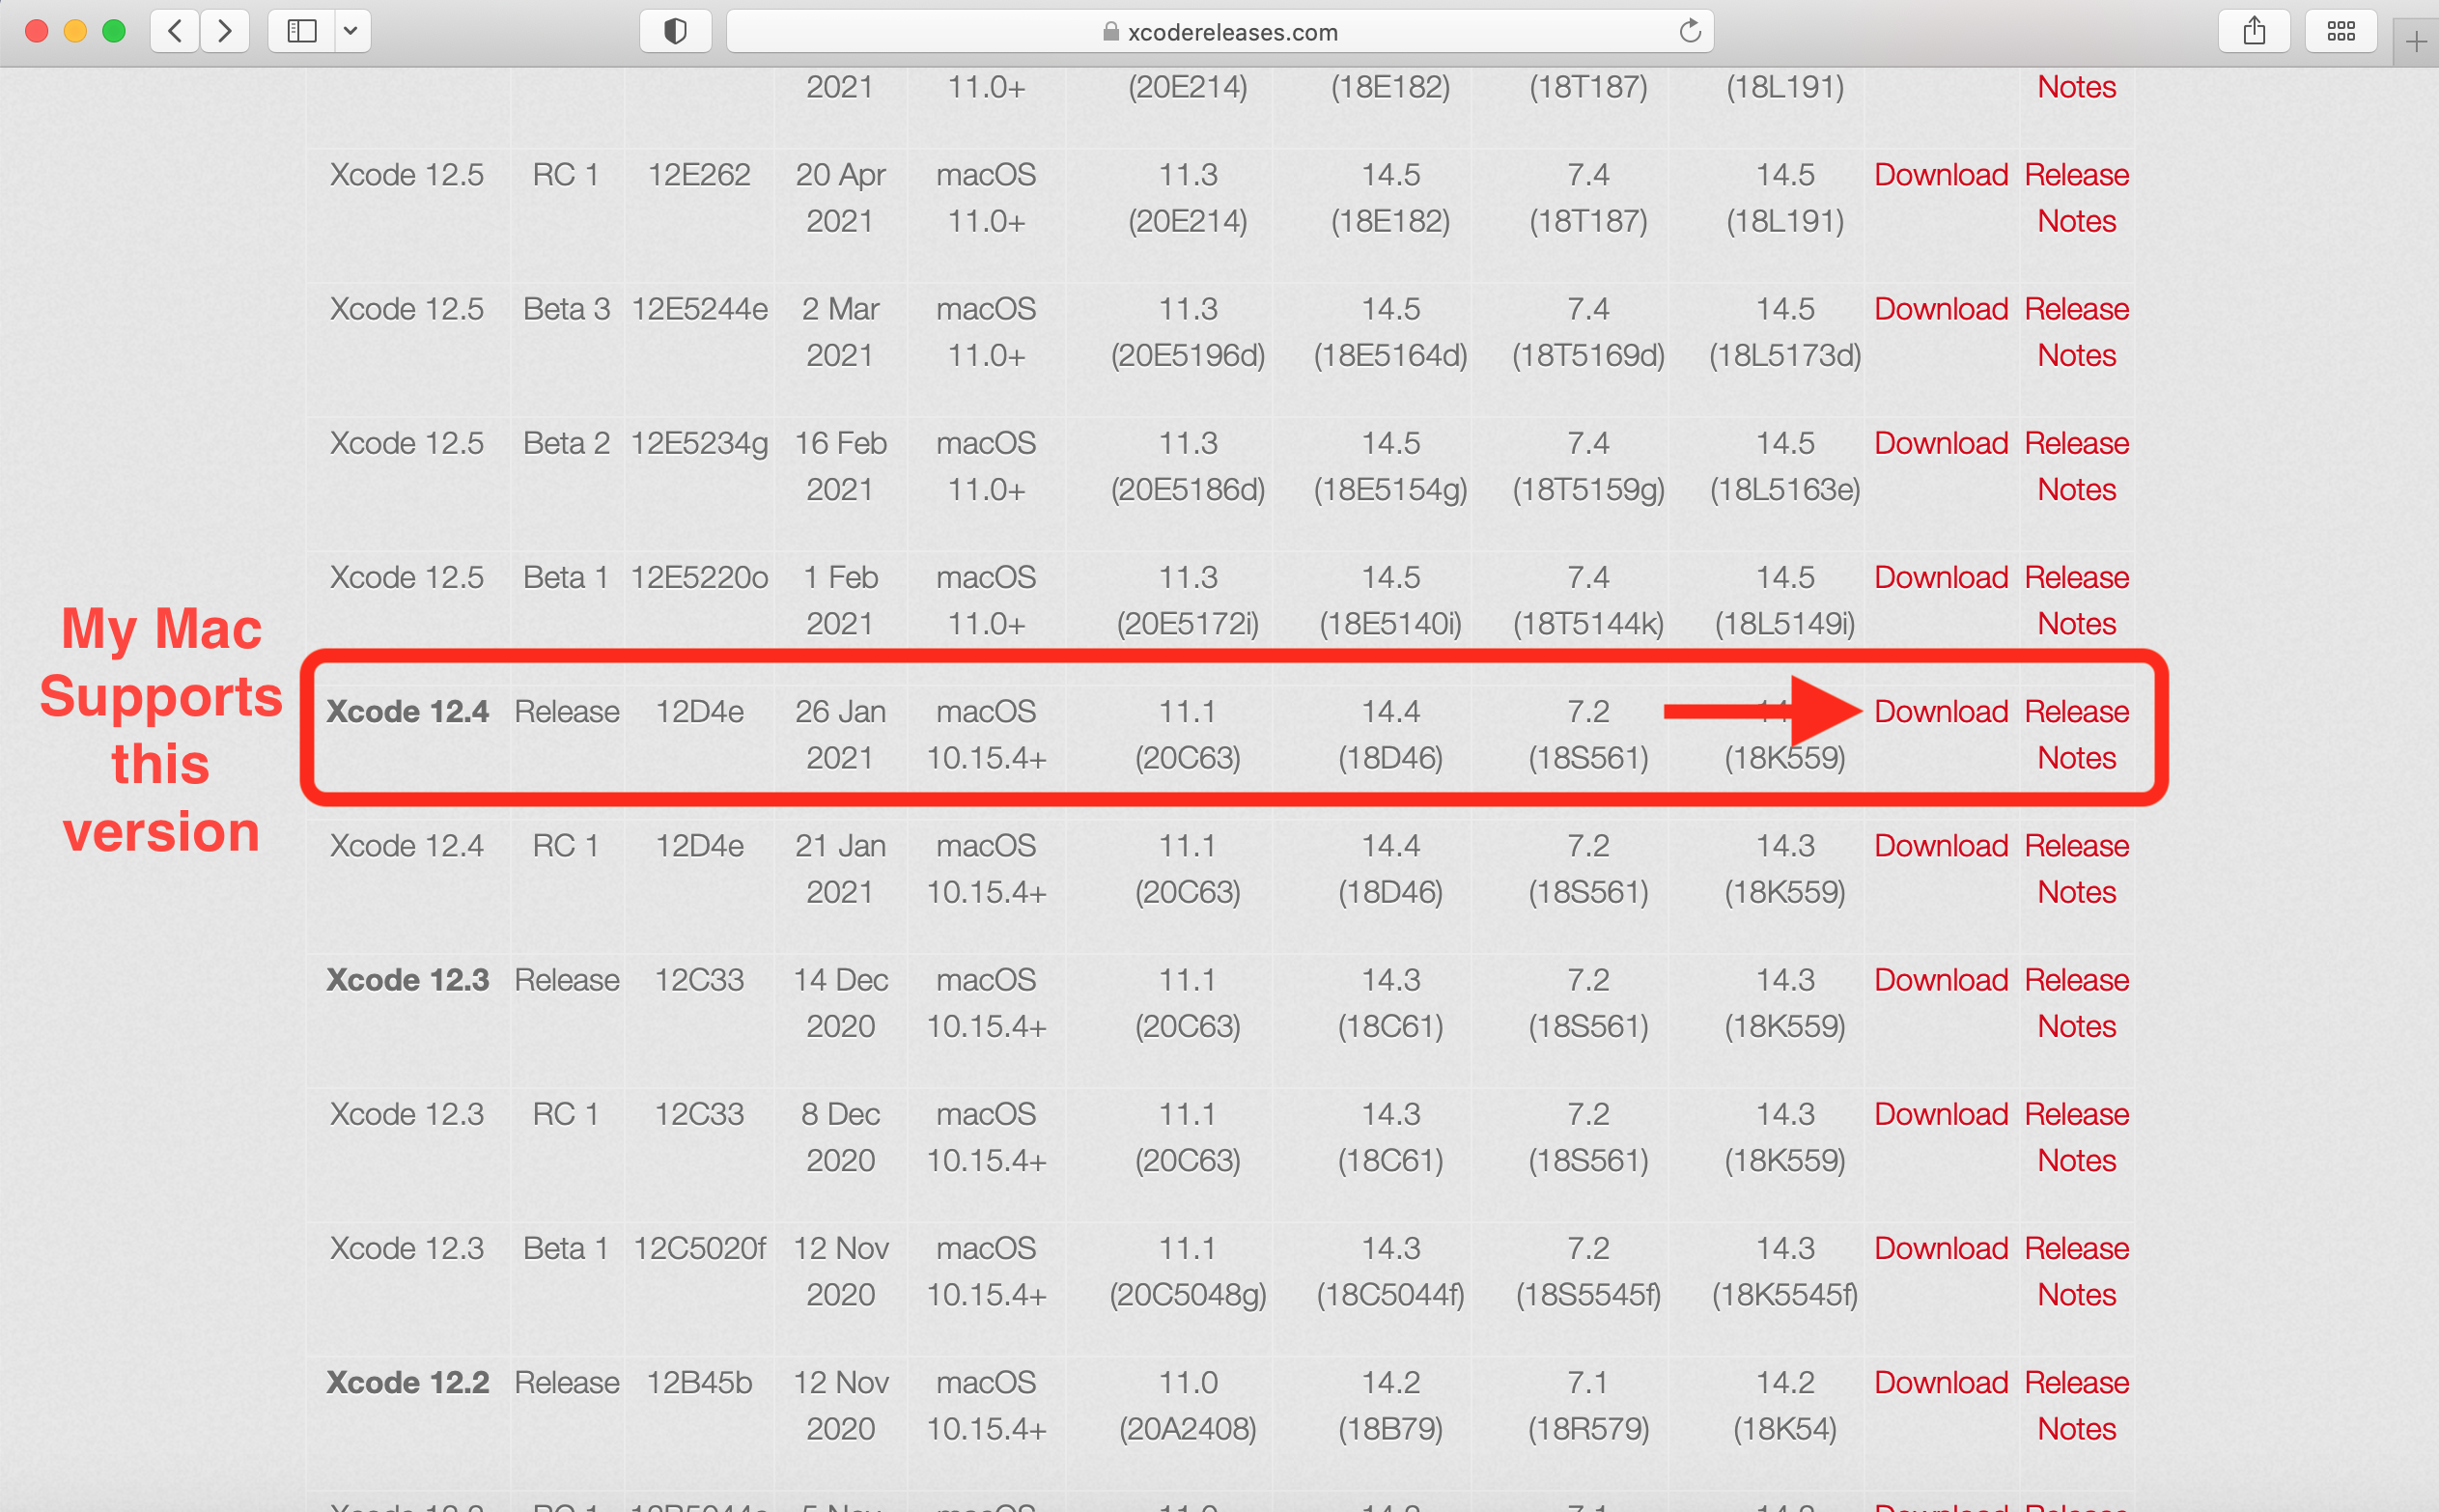 xcodereleases.com
2021 11.0+ (20E214) (18E182) (18T187) (18L191) Notes
Xcode 12.5 RC 1 12E262 20 Apr macOS 11.3 14.5 7.4 14.5 Download Release
2021 11.0+ (20E214) (18E182) (18T187) (18L191) Notes
Xcode 12.5 Beta 3 12E5244e 2 Mar macOS 11.3 14.5 7.4 14.5 Download Release
2021 11.0+ (20E5196d) (18E5164d) (18T5169d) (18L5173d) Notes
Xcode 12.5 Beta 2 12E5234g 16 Feb macOS 11.3 14.5 7.4 14.5 Download Release
2021 11.0+ (20E5186d) (18E5154g) (18T5159g) (18L5163e) Notes
Xcode 12.5 Beta 1 12E5220o 1 Feb macOS 11.3 14.5 7.4 14.5 Download Release
2021 11.0+ (20E5172i) (18E5140i) (18T5144k) (18L5149i) Notes
My Mac
Supports
this
version
Xcode 12.4 Release 12D4e 26 Jan macOS 11.1 14.4 7.2 Download Release
2021 10.15.4+ (20C63) (18D46) (18S561) (18K559) Notes
Xcode 12.4 RC 1 12D4e 21 Jan macOS 11.1 14.4 7.2 14.3 Download Release
2021 10.15.4+ (20C63) (18D46) (18S561) (18K559) Notes
Xcode 12.3 Release 12C33 14 Dec macOS 11.1 14.3 7.2 14.3 Download Release
2020 10.15.4+ (20C63) (18C61) (18S561) (18K559) Notes
Xcode 12.3 RC 1 12C33 8 Dec macOS 11.1 14.3 7.2 14.3 Download Release
2020 10.15.4+ (20C63) (18C61) (18S561) (18K559) Notes
Xcode 12.3 Beta 1 12C5020f 12 Nov macOS 11.1 14.3 7.2 14.3 Download Release
2020 10.15.4+ (20C5048g) (18C5044f) (18S5545f) (18K5545f) Notes
Xcode 12.2 Release 12B45b 12 Nov macOS 11.0 14.2 7.1 14.2 Download Release
2020 10.15.4+ (20A2408) (18B79) (18R579) (18K54) Notes